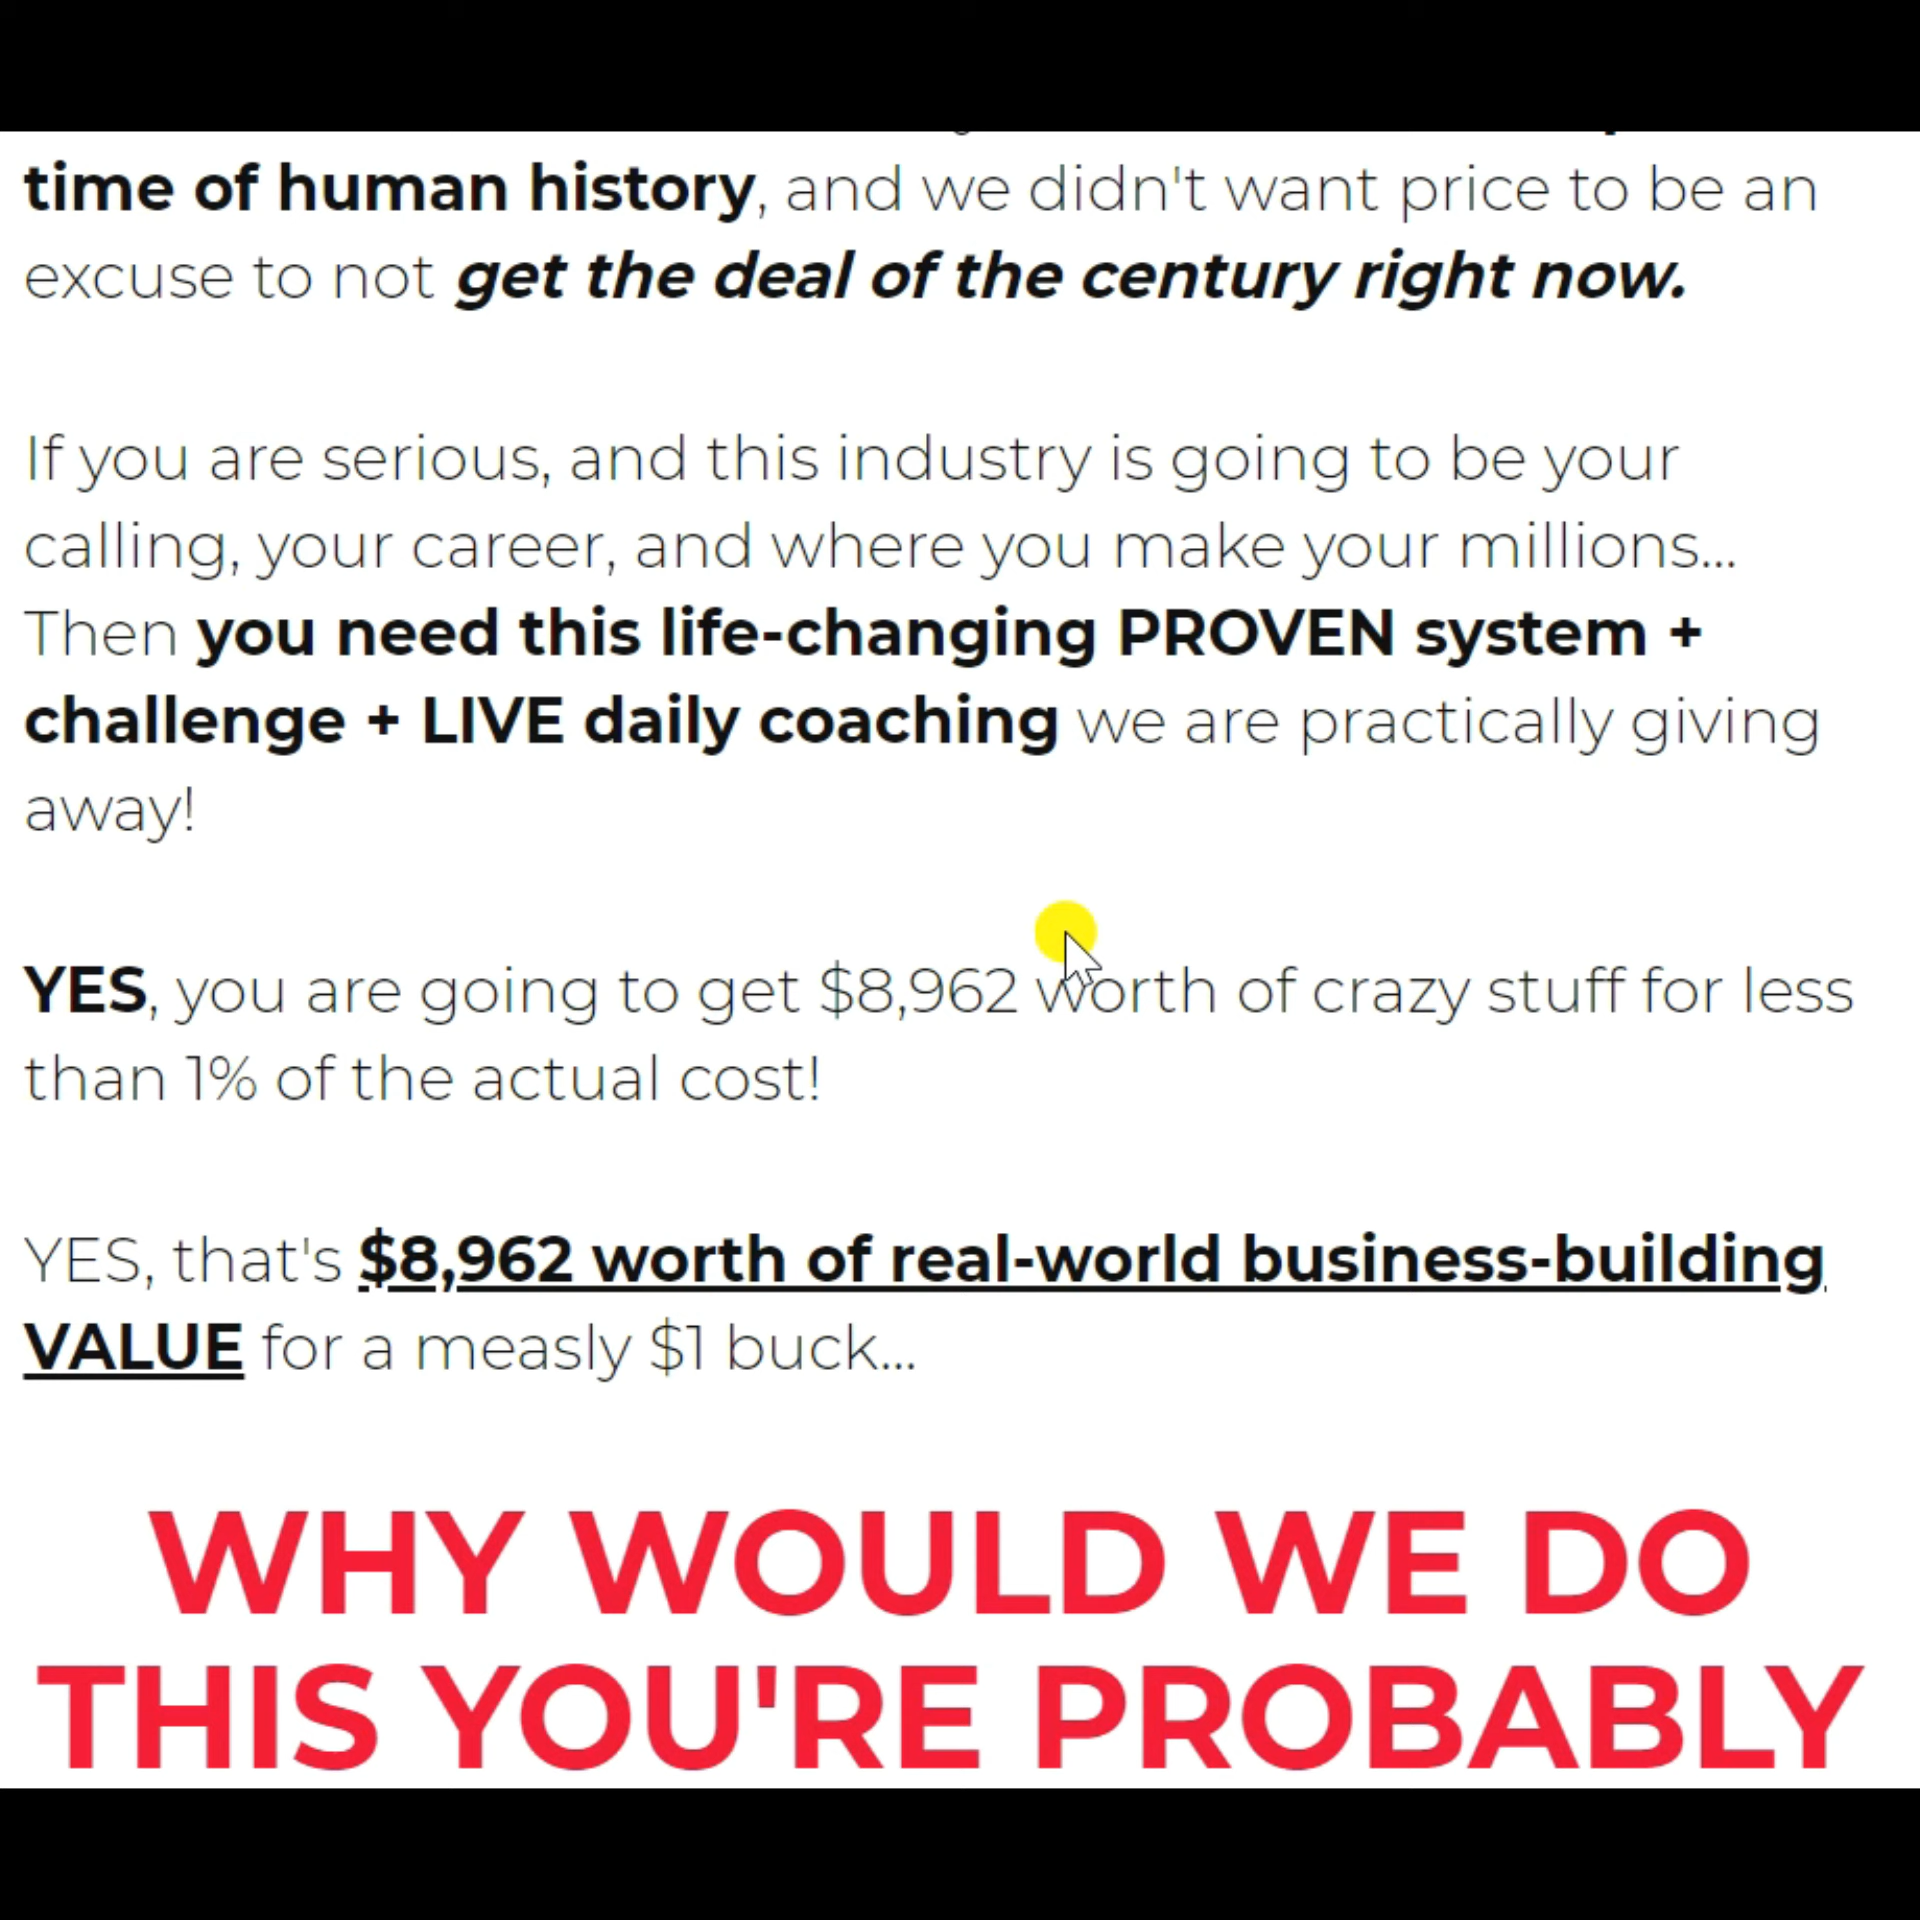 time of human history, and we didn't want price to be an
excuse to not get the deal of the century right now.
If you are serious, and this industry is going to be your
calling, your career, and where you make your millions...
Then you need this life-changing PROVEN system +
challenge + LIVE daily coaching we are practically giving
away!
YES, you are going to get $8,962 worth of crazy stuff for less
than 1% of the actual cost!
YES, that's $8,962 worth of real-world business-building
VALUE for a measly $1 buck...
WHY WOULD WE DO
THIS YOU'RE PROBABLY